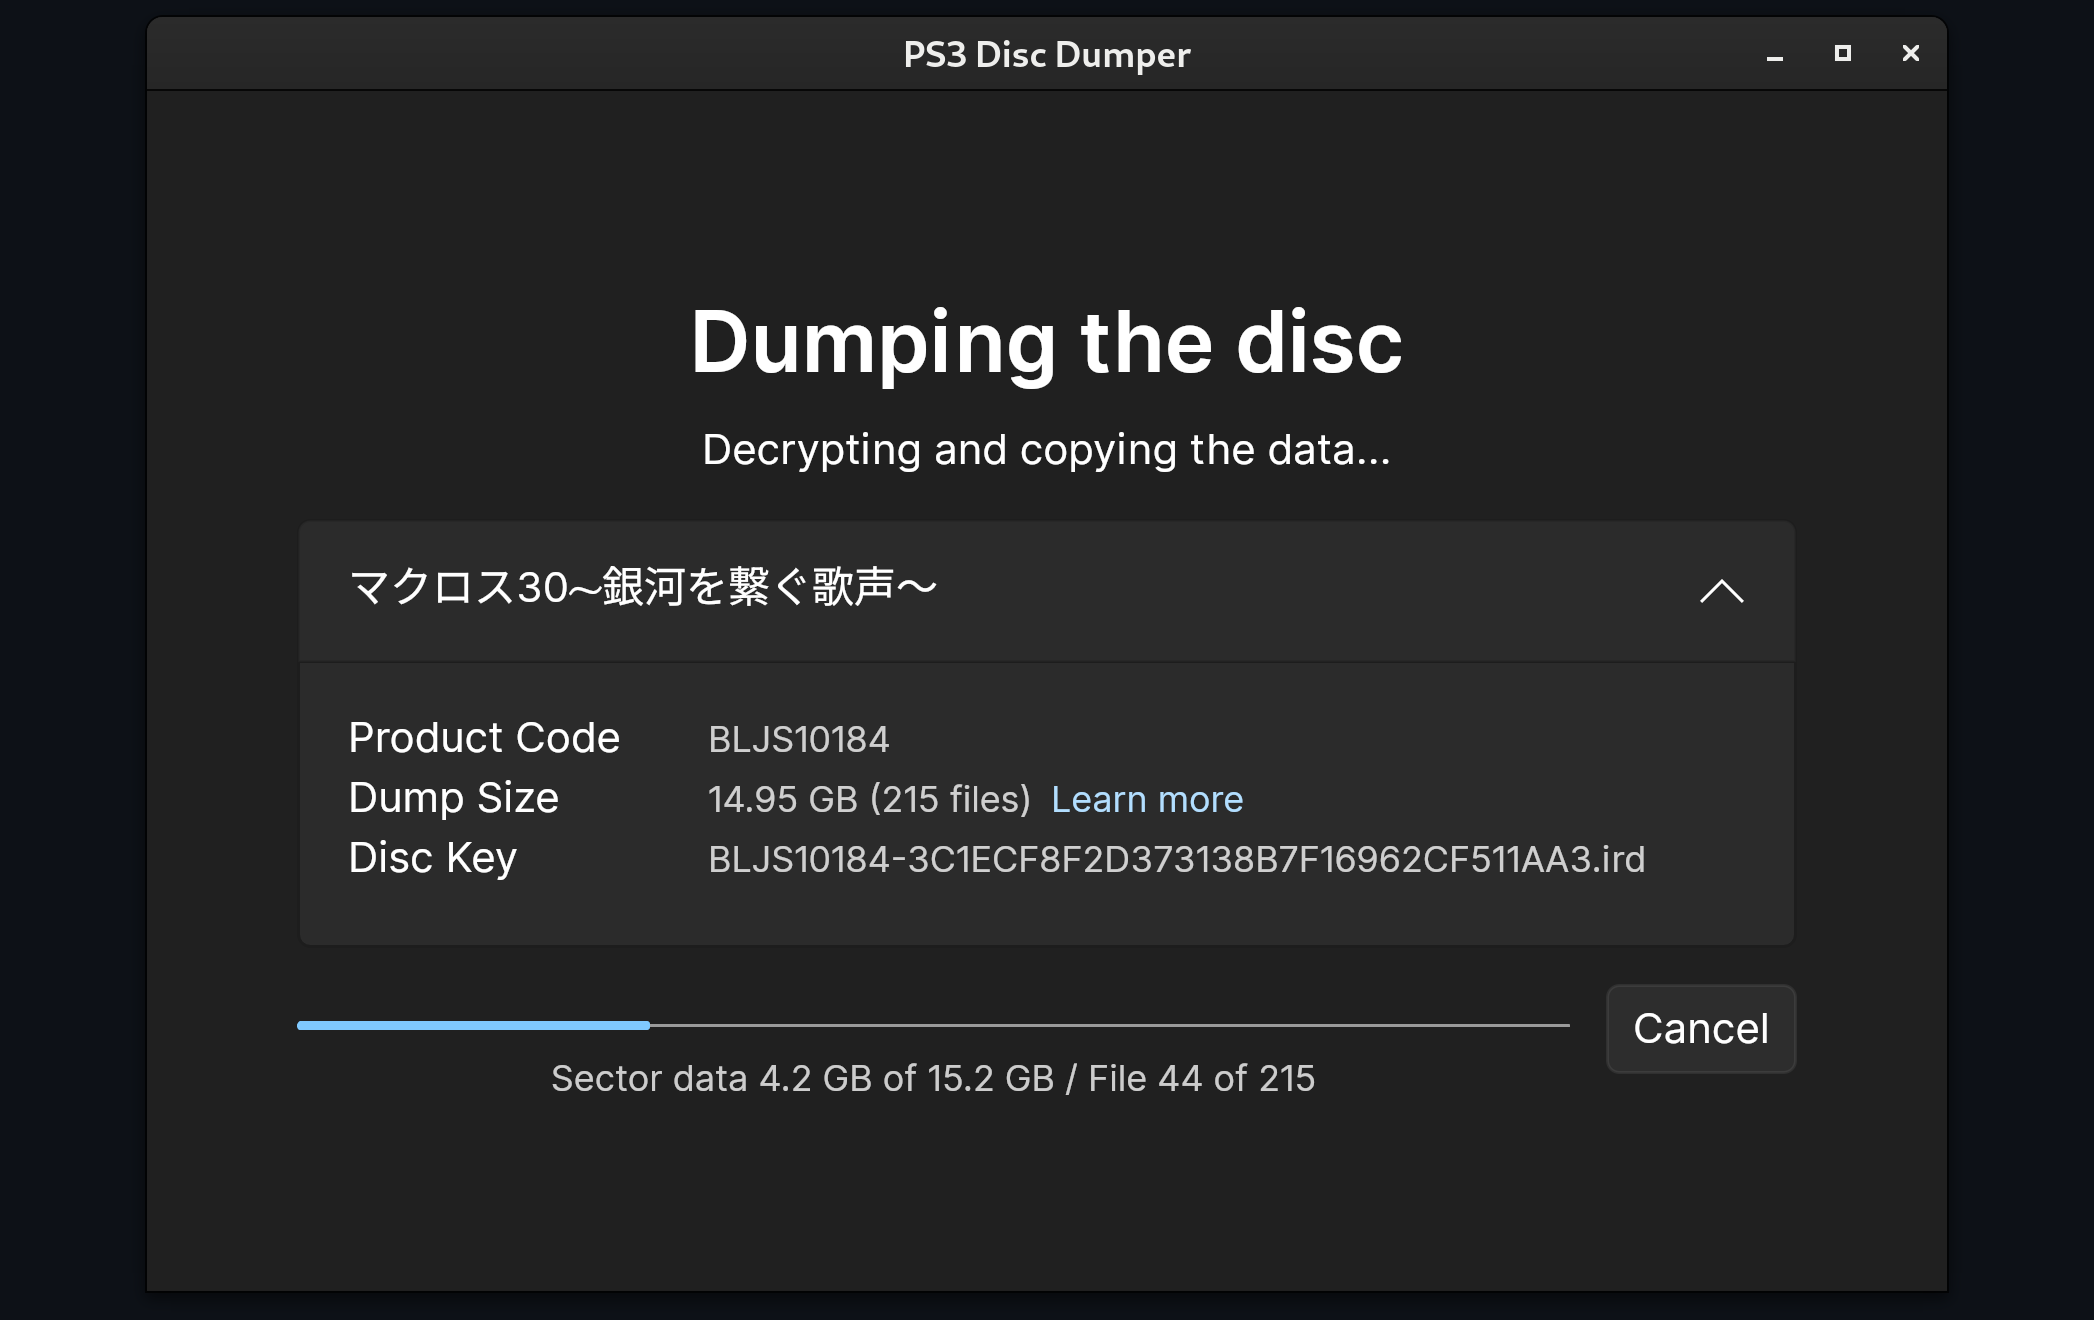 PS3 Disc Dumper
Dumping the disc
Decrypting and copying the data...
マクロス30~銀河を繋ぐ歌声〜
Product Code BLJS10184
Dump Size 14.95 GB (215 files) Learn more
Disc Key BLJS10184-3C1ECF8F2D373138B7F16962CF511AA3.ird
Cancel
Sector data 4.2 GB of 15.2 GB / File 44 of 215